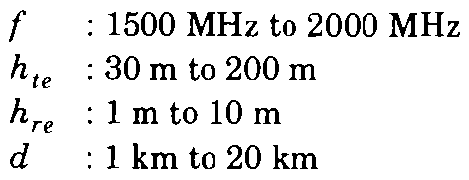 f : 1500 MHz to 2000 MHz
h_te : 30 m to 200 m
h_re : 1 m to 10 m
d : 1 km to 20 km